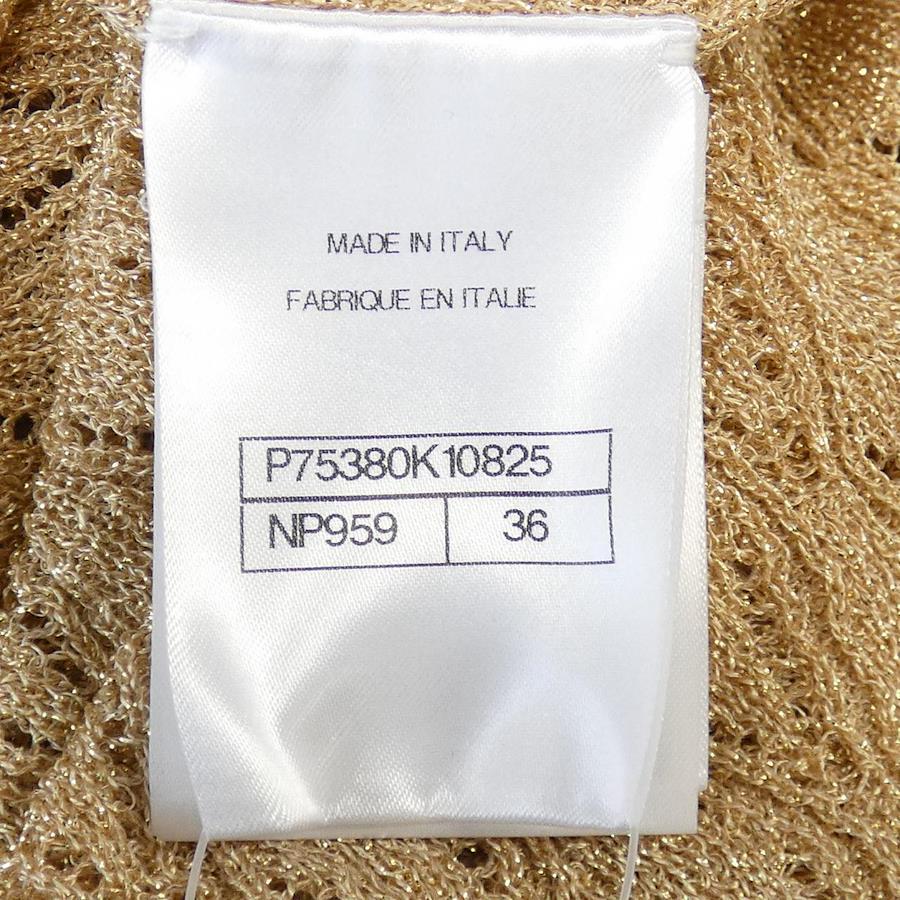 MADE IN ITALY
FABRIQUE EN ITALIE
P75380K10825
NP959 36